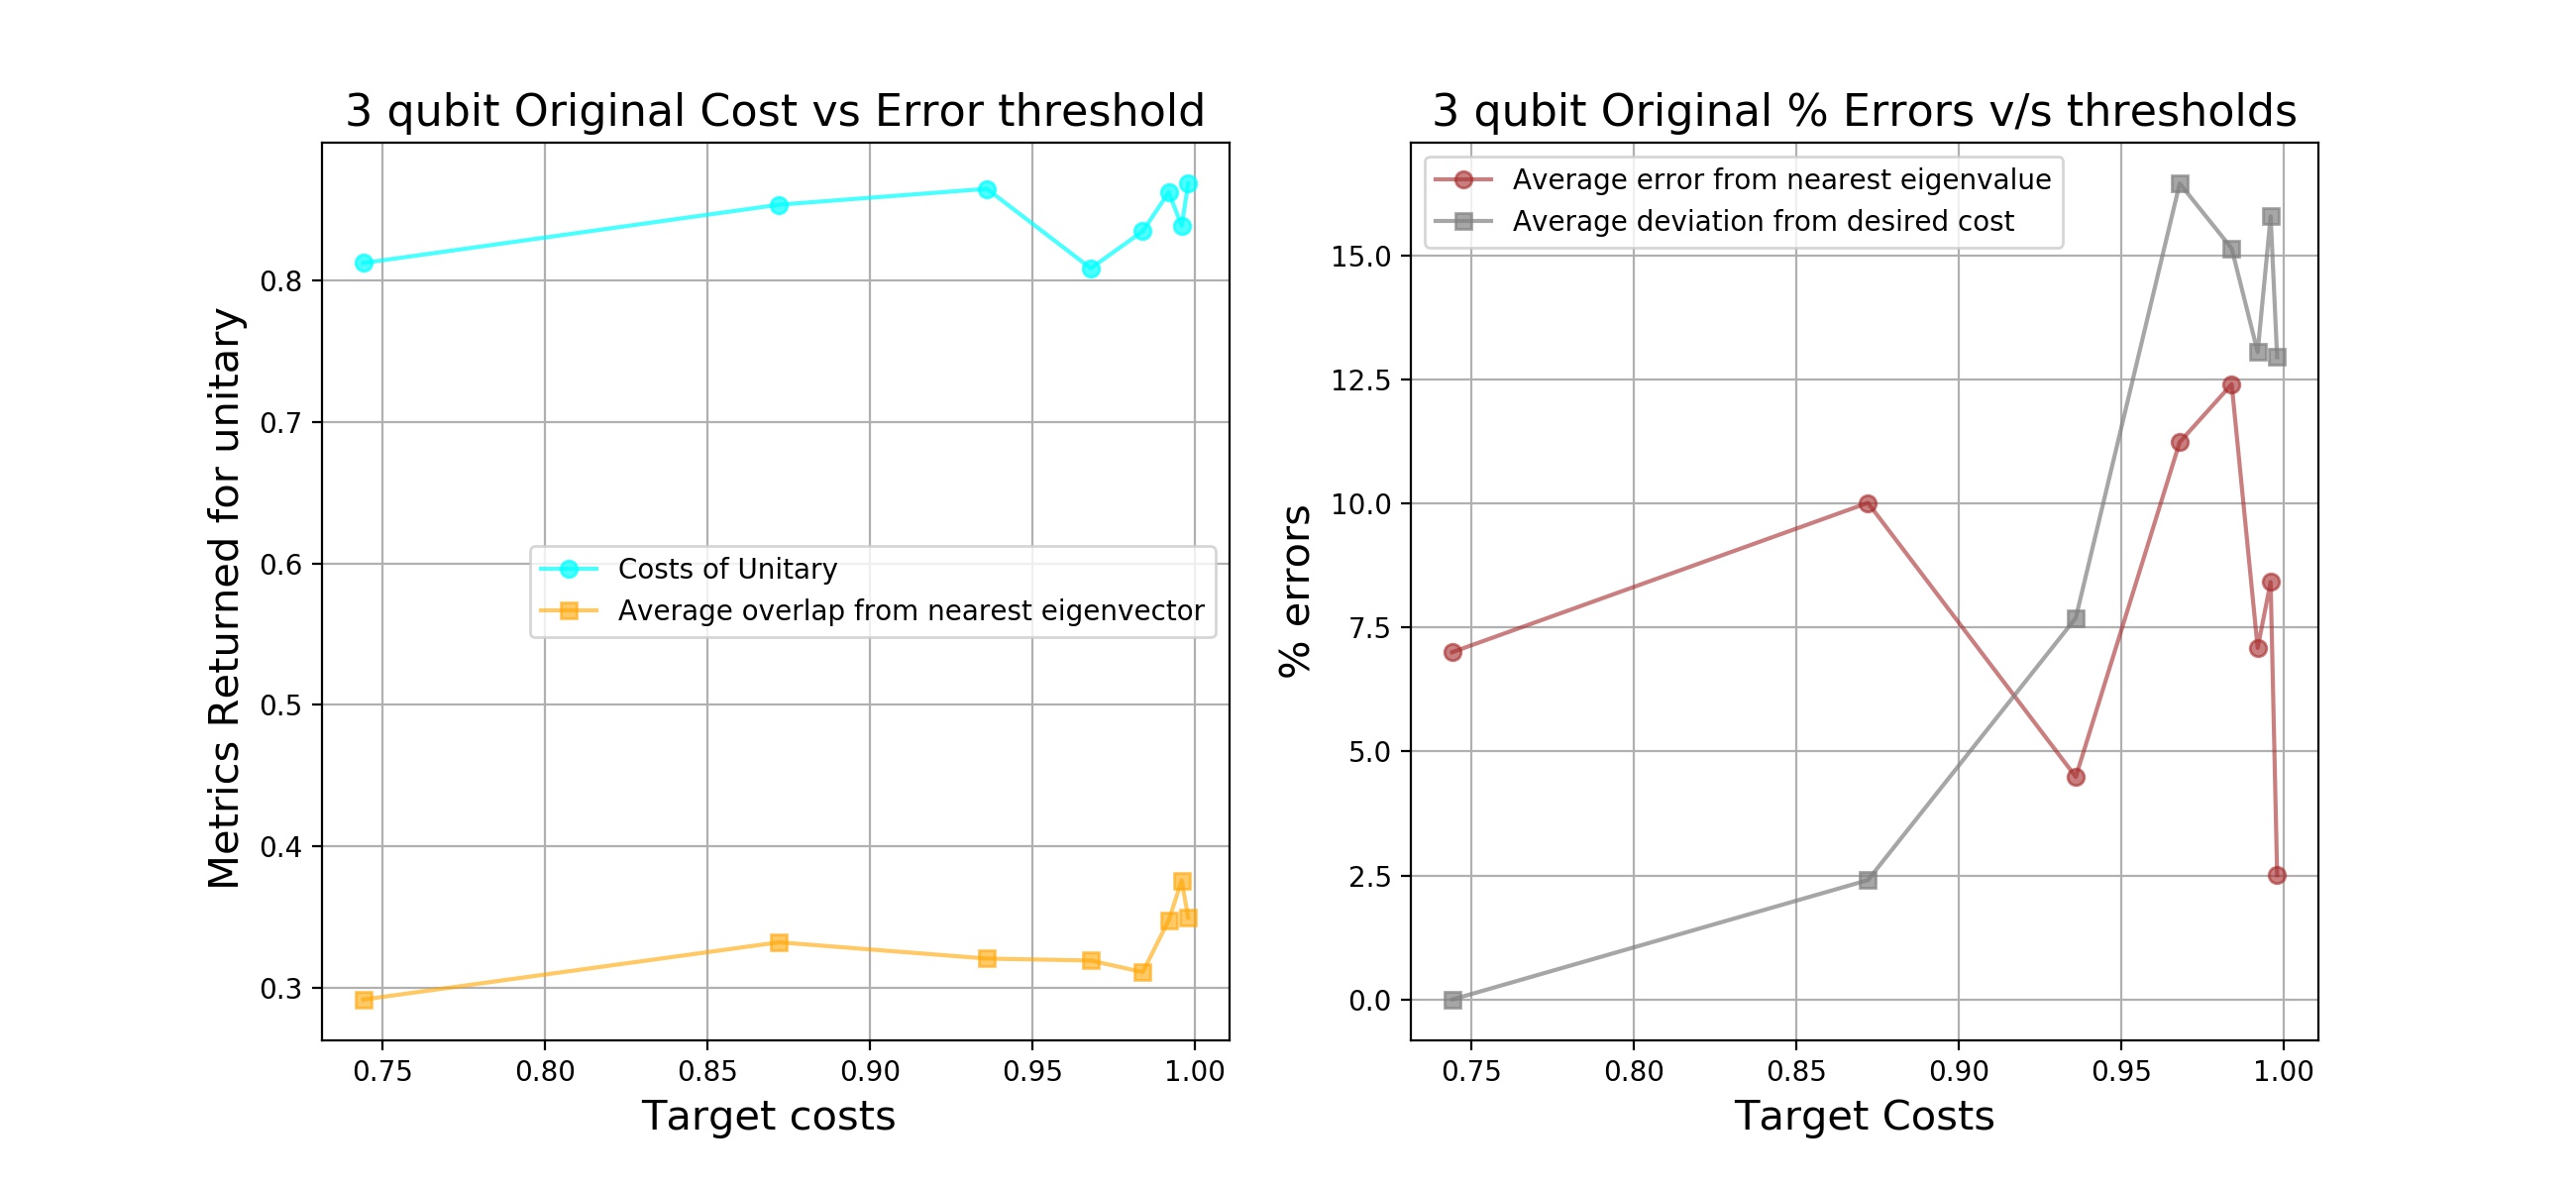 3 qubit Original Cost vs Error threshold
Metrics Returned for unitary
0.8
0.7
0.6
0.5
0.4
0.3
Costs of Unitary
Average overlap from nearest eigenvector
0.75 0.80 0.85 0.90 0.95 1.00
Target costs
3 qubit Original % Errors v/s thresholds
Average error from nearest eigenvalue
Average deviation from desired cost
% errors
15.0
12.5
10.0
7.5
5.0
2.5
0.0
0.75 0.80 0.85 0.90 0.95 1.00
Target Costs